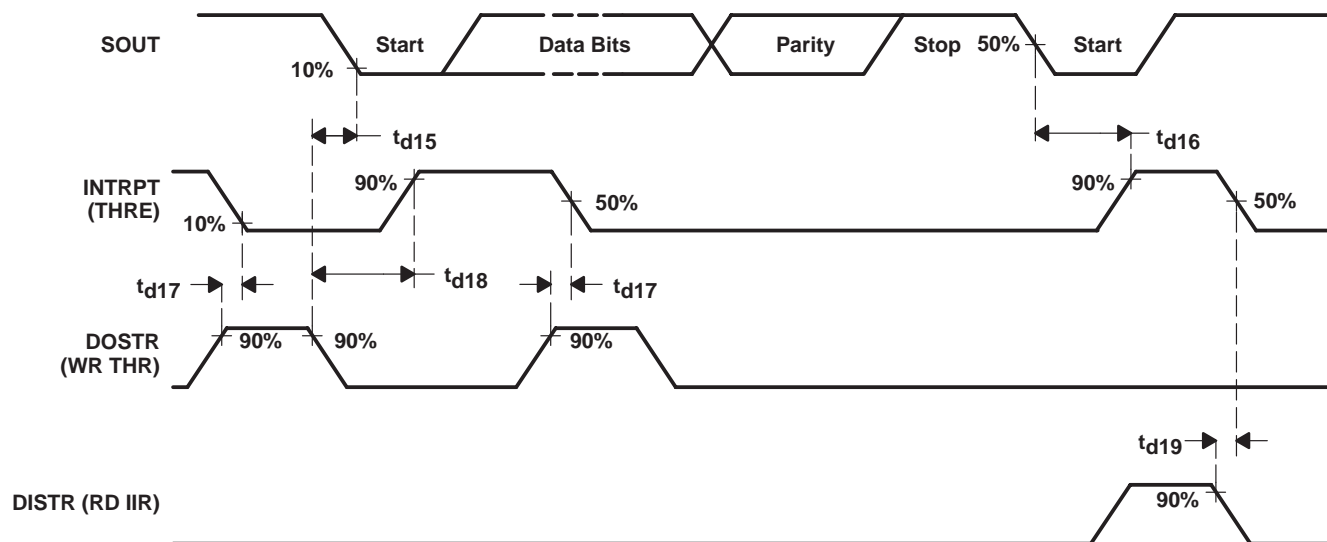 SOUT
Start
Data Bits
Parity
Stop
50%
Start
10%
td15
td16
INTRPT
(THRE)
90%
50%
90%
50%
10%
td17
td18
td17
DOSTR
(WR THR)
90%
90%
90%
td19
DISTR (RD IIR)
90%